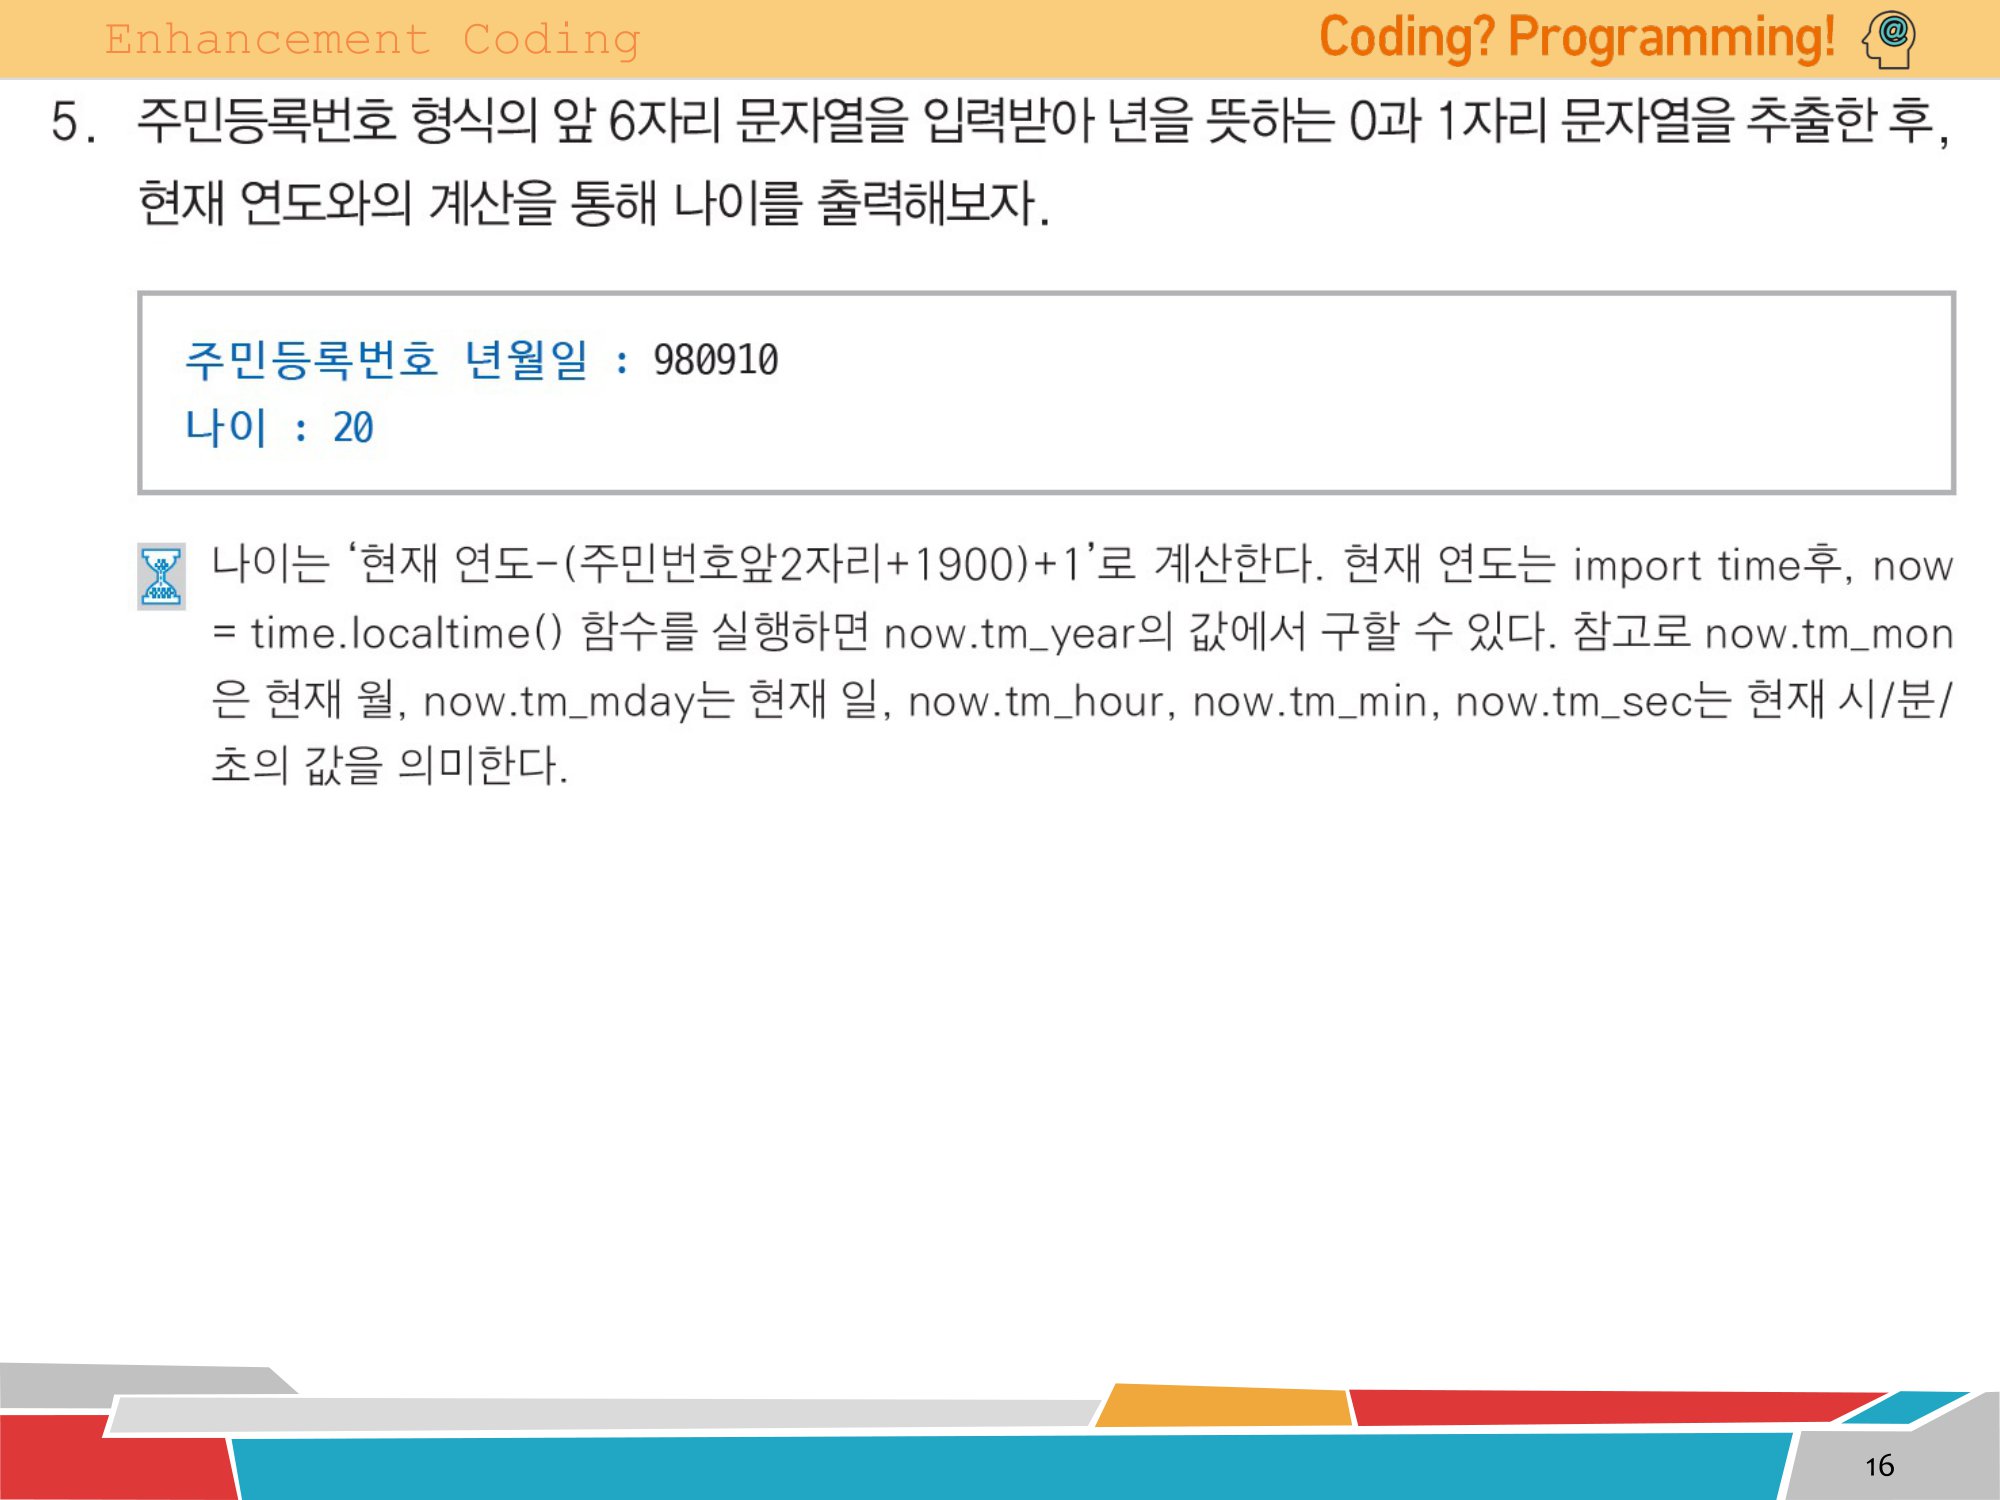 Enhancement Coding
Coding? Programming!
5. 주민등록번호 형식의 앞 6자리 문자열을 입력받아 년을 뜻하는 0과 1자리 문자열을 추출한 후,
현재 연도와의 계산을 통해 나이를 출력해보자.
주민등록번호 년월일 : 980910
나이 : 20
나이는 ‘현재 연도-(주민번호앞2자리+1900)+1’로 계산한다. 현재 연도는 import time후, now
= time.localtime() 함수를 실행하면 now.tm_year의 값에서 구할 수 있다. 참고로 now.tm_mon
은 현재 월, now.tm_mday는 현재 일, now.tm_hour, now.tm_min, now.tm_sec는 현재 시/분/
초의 값을 의미한다.
16